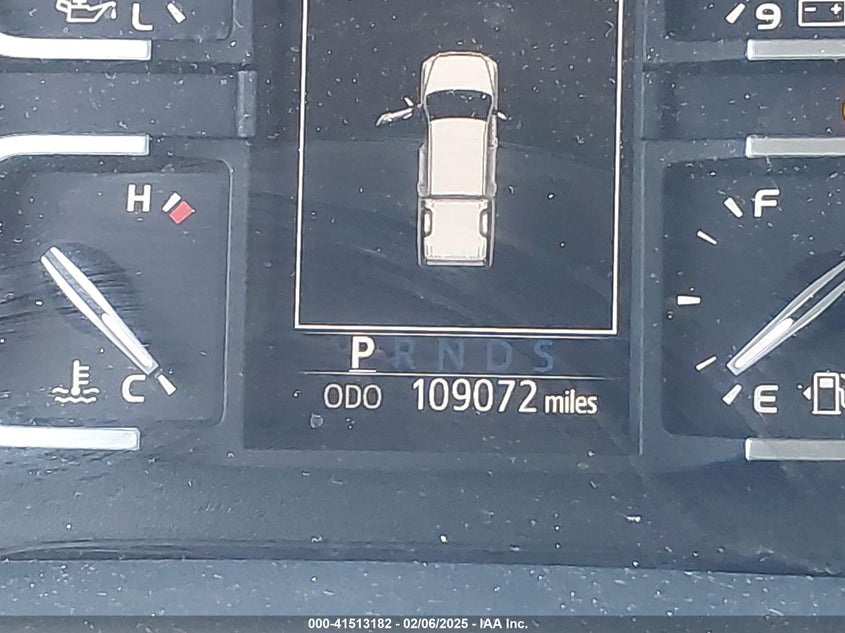 L
9
- +
H
F
P R N D S
C
ODO 109072 miles
E
000-41513182 - 02/06/2025 - IAA Inc.